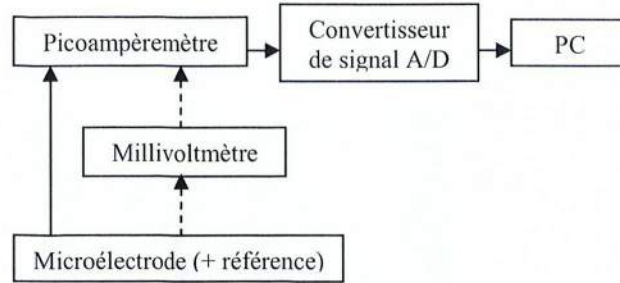 Picoampèremètre
Convertisseur
de signal A/D
PC
Millivoltmètre
Microélectrode (+ référence)